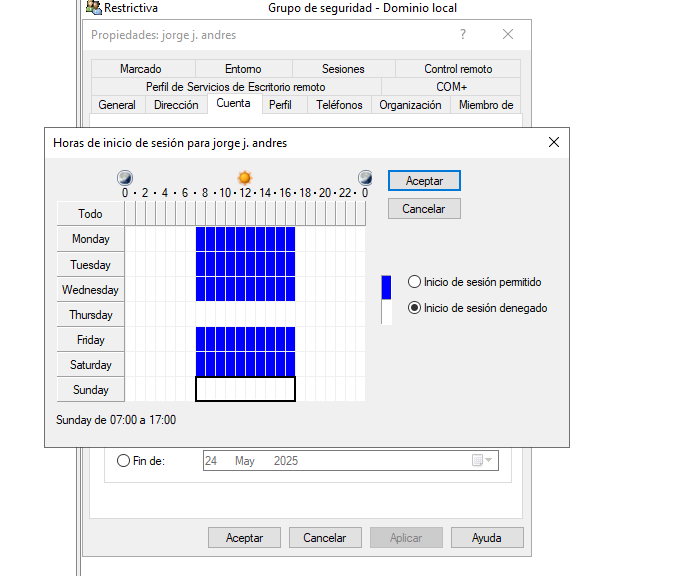 Restrictiva Grupo de seguridad - Dominio local
Propiedades: jorge j. andres ?
Marcado Entorno Sesiones Control remoto
Perfil de Servicios de Escritorio remoto COM+
General Dirección Cuenta Perfil Teléfonos Organización Miembro de
Horas de inicio de sesión para jorge j. andres
0 · 2 · 4 · 6 · 8 · 10 · 12 · 14 · 16 · 18 · 20 · 22 · 0
Aceptar
Cancelar
Todo
Monday
Tuesday
Wednesday
Thursday
Friday
Saturday
Sunday
Inicio de sesión permitido
Inicio de sesión denegado
Sunday de 07:00 a 17:00
Fin de: 24 May 2025
Aceptar Cancelar Aplicar Ayuda